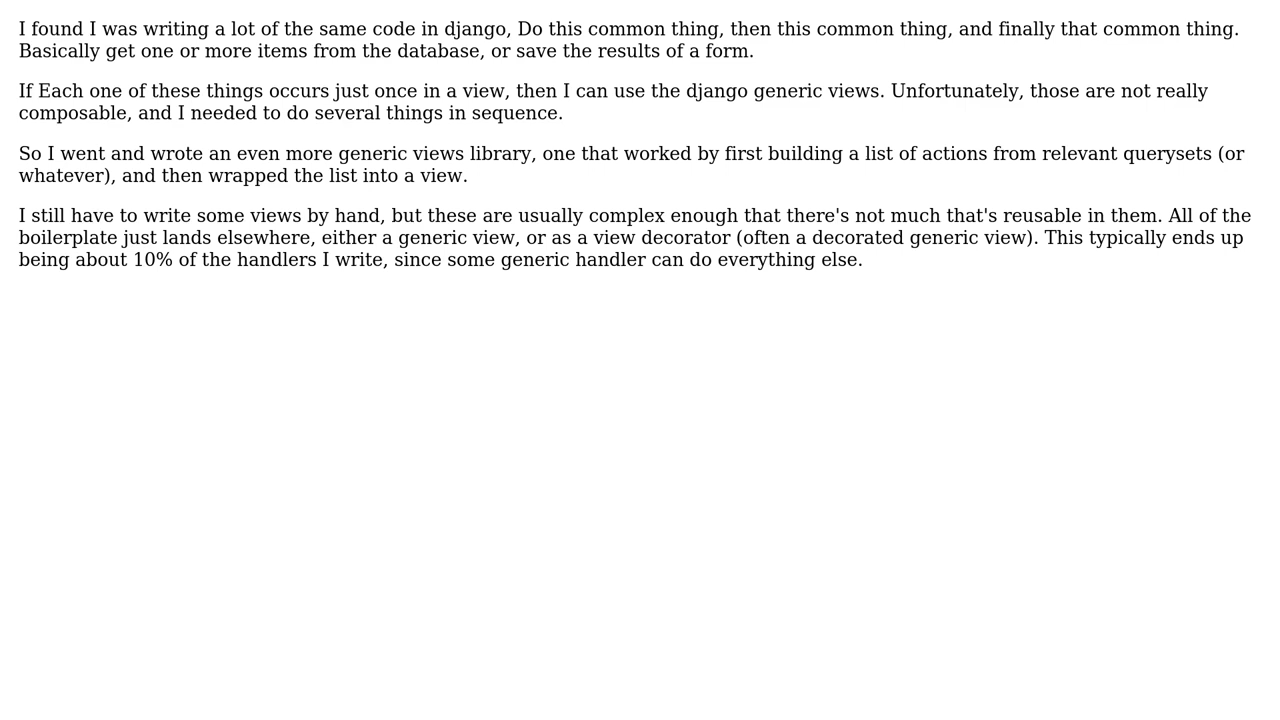 I found I was writing a lot of the same code in django, Do this common thing, then this common thing, and finally that common thing.
Basically get one or more items from the database, or save the results of a form.
If Each one of these things occurs just once in a view, then I can use the django generic views. Unfortunately, those are not really
composable, and I needed to do several things in sequence.
So I went and wrote an even more generic views library, one that worked by first building a list of actions from relevant querysets (or
whatever), and then wrapped the list into a view.
I still have to write some views by hand, but these are usually complex enough that there's not much that's reusable in them. All of the
boilerplate just lands elsewhere, either a generic view, or as a view decorator (often a decorated generic view). This typically ends up
being about 10% of the handlers I write, since some generic handler can do everything else.